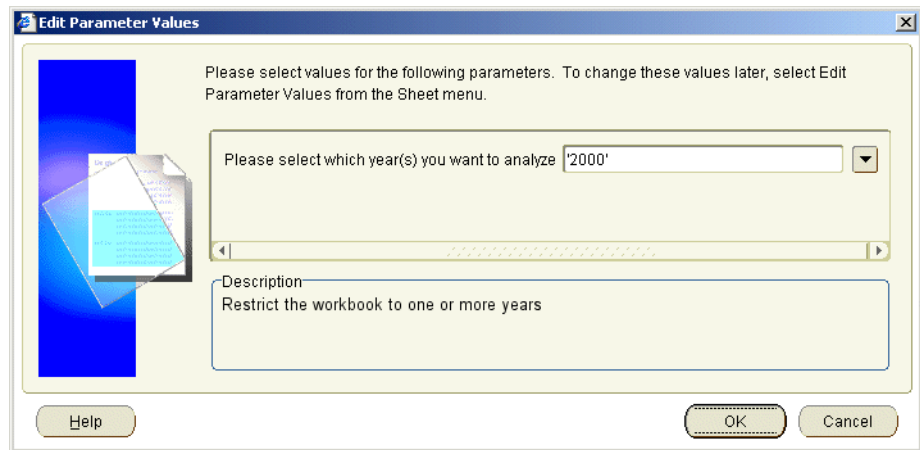 Edit Parameter Values
Please select values for the following parameters. To change these values later, select Edit
Parameter Values from the Sheet menu.
Please select which year(s) you want to analyze '2000'
Description
Restrict the workbook to one or more years
Help OK Cancel